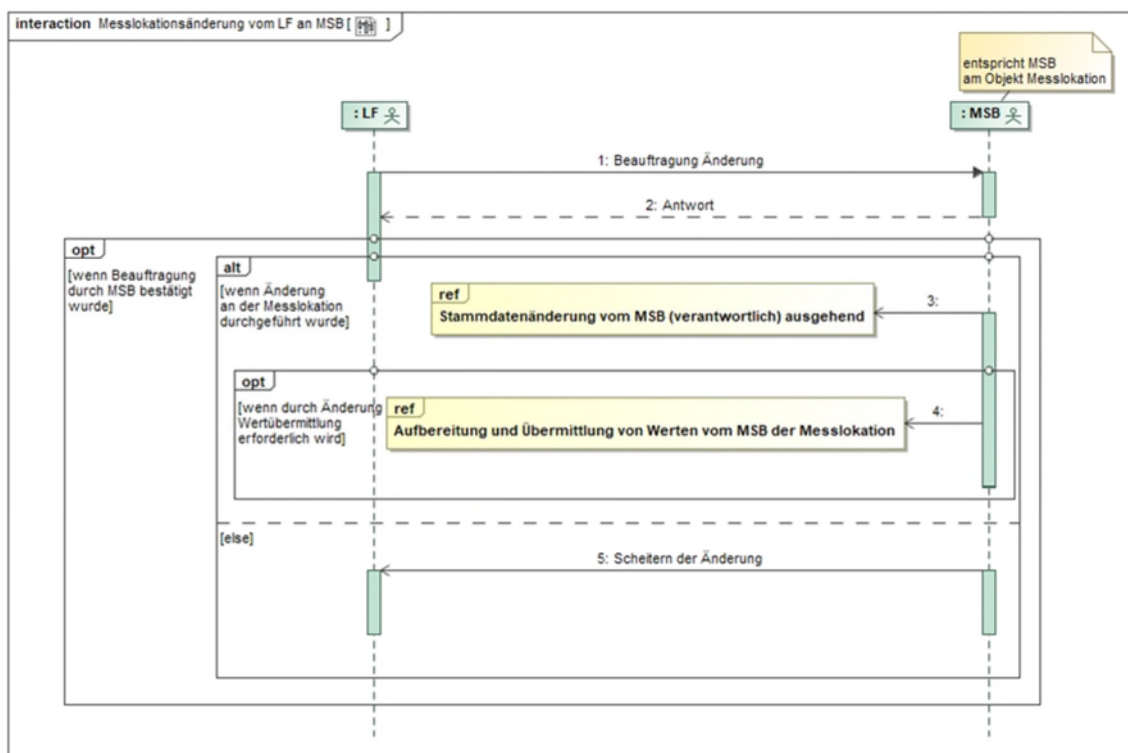 interaction Messlokationsänderung vom LF an MSB [ ]
entspricht MSB
am Objekt Messlokation
: LF
: MSB
1: Beauftragung Änderung
2: Antwort
opt
[wenn Beauftragung
durch MSB bestätigt
wurde]
alt
[wenn Änderung
an der Messlokation
durchgeführt wurde]
ref
Stammdatenänderung vom MSB (verantwortlich) ausgehend
3:
opt
[wenn durch Änderung
Wertübermittlung
erforderlich wird]
ref
Aufbereitung und Übermittlung von Werten vom MSB der Messlokation
4:
[else]
5: Scheitern der Änderung